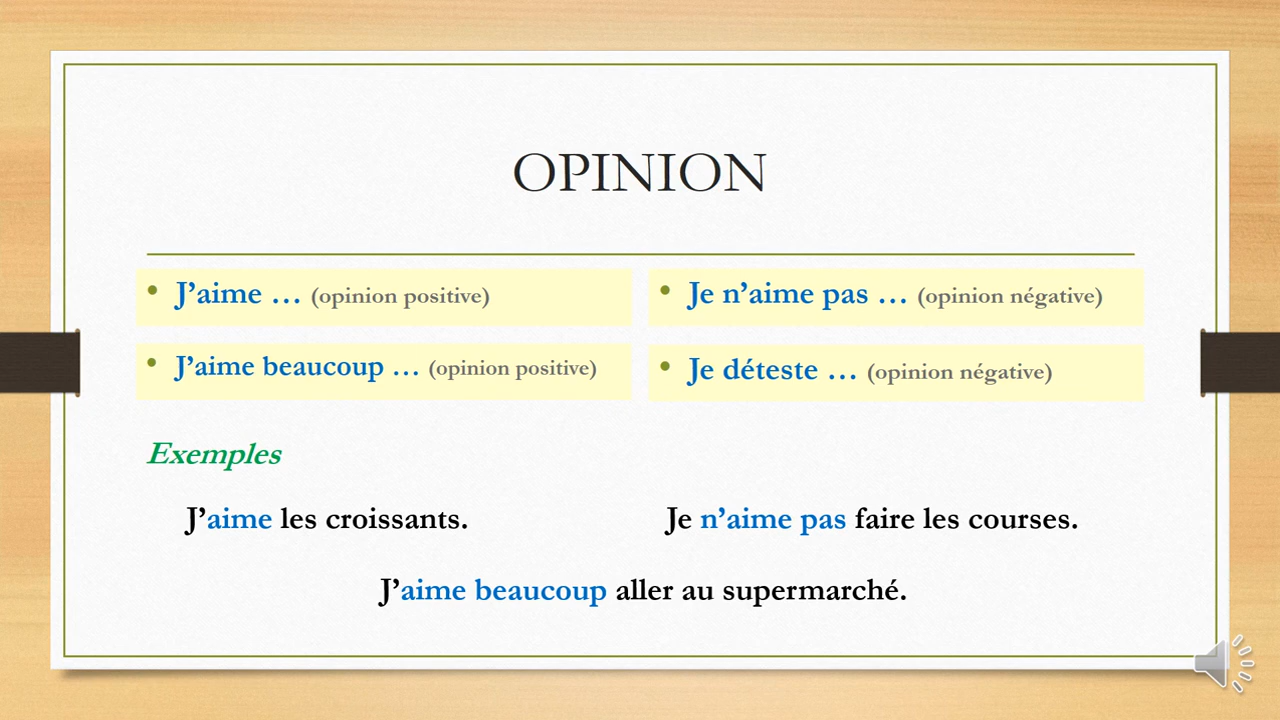 OPINION
• J’aime … (opinion positive)
• Je n’aime pas … (opinion négative)
• J’aime beaucoup … (opinion positive)
• Je déteste … (opinion négative)
Exemples
J’aime les croissants.
Je n’aime pas faire les courses.
J’aime beaucoup aller au supermarché.